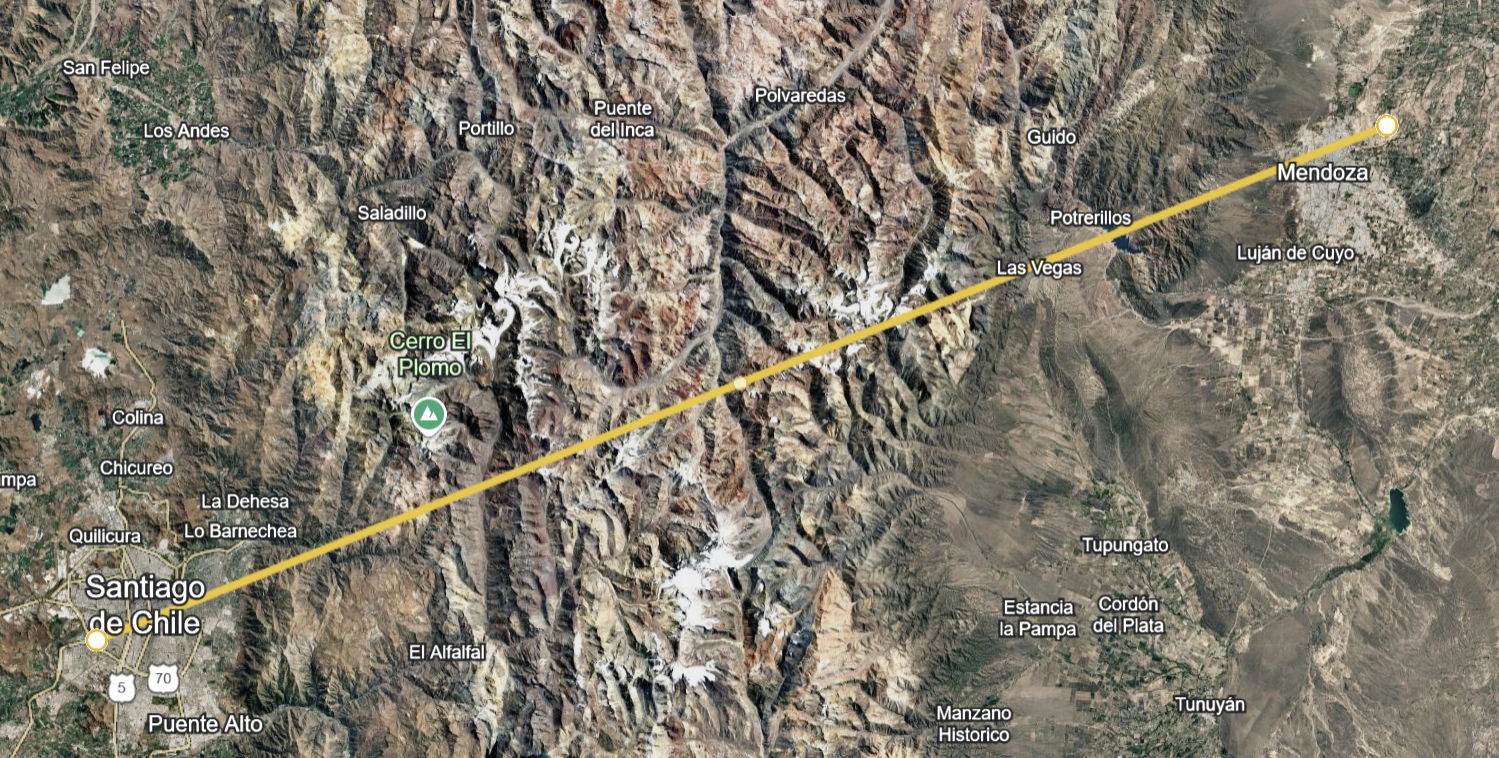 San Felipe
Los Andes
Portillo
Puente
del Inca
Polvaredas
Guido
Mendoza
Saladillo
Potrerillos
Las Vegas
Luján de Cuyo
Cerro El
Plomo
Colina
Chicureo
mpa
La Dehesa
Lo Barnechea
Quilicura
Santiago
de Chile
Tupungato
Estancia
la Pampa
Cordón
del Plata
El Alfalfal
5
70
Puente Alto
Manzano
Historico
Tunuyán